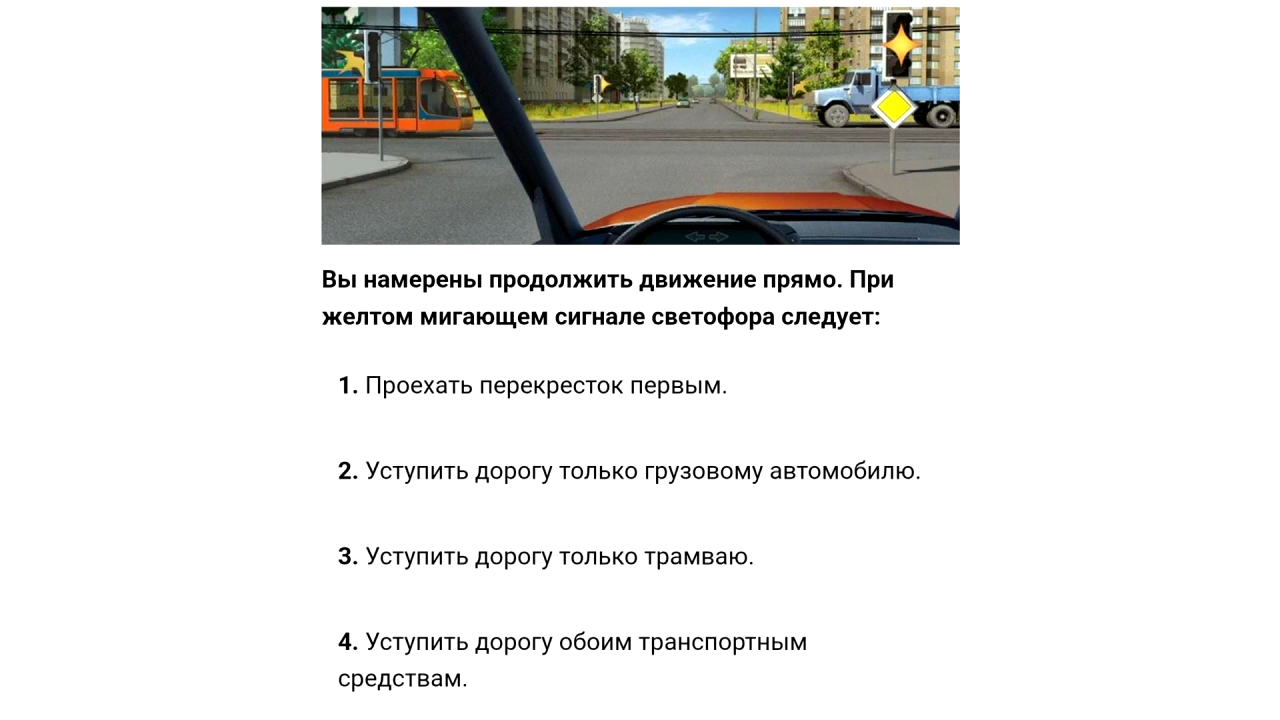 Вы намерены продолжить движение прямо. При
желтом мигающем сигнале светофора следует:
1. Проехать перекресток первым.
2. Уступить дорогу только грузовому автомобилю.
3. Уступить дорогу только трамваю.
4. Уступить дорогу обоим транспортным
средствам.